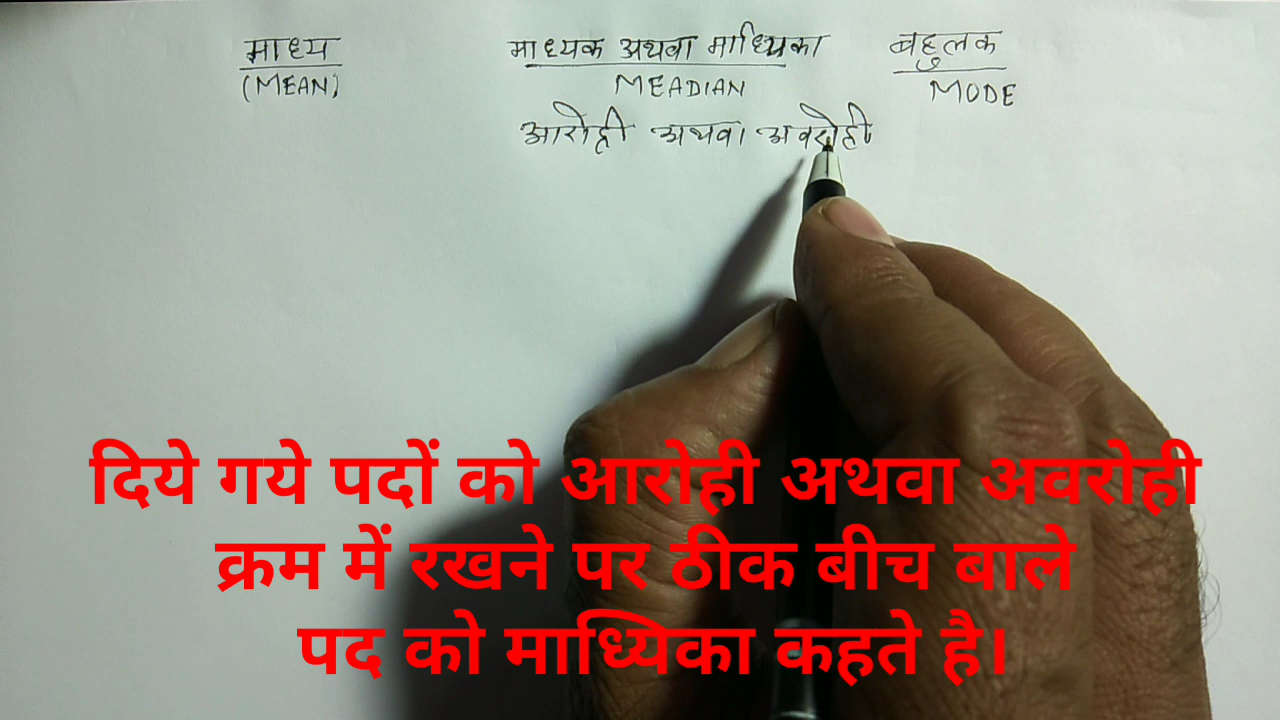 माध्य
(MEAN)
माध्यक अथवा माध्यिका
MEADIAN
आरोही अथवा अवरोही
बहुलक
MODE
दिये गये पदों को आरोही अथवा अवरोही
क्रम में रखने पर ठीक बीच बाले
पद को माध्यिका कहते है।